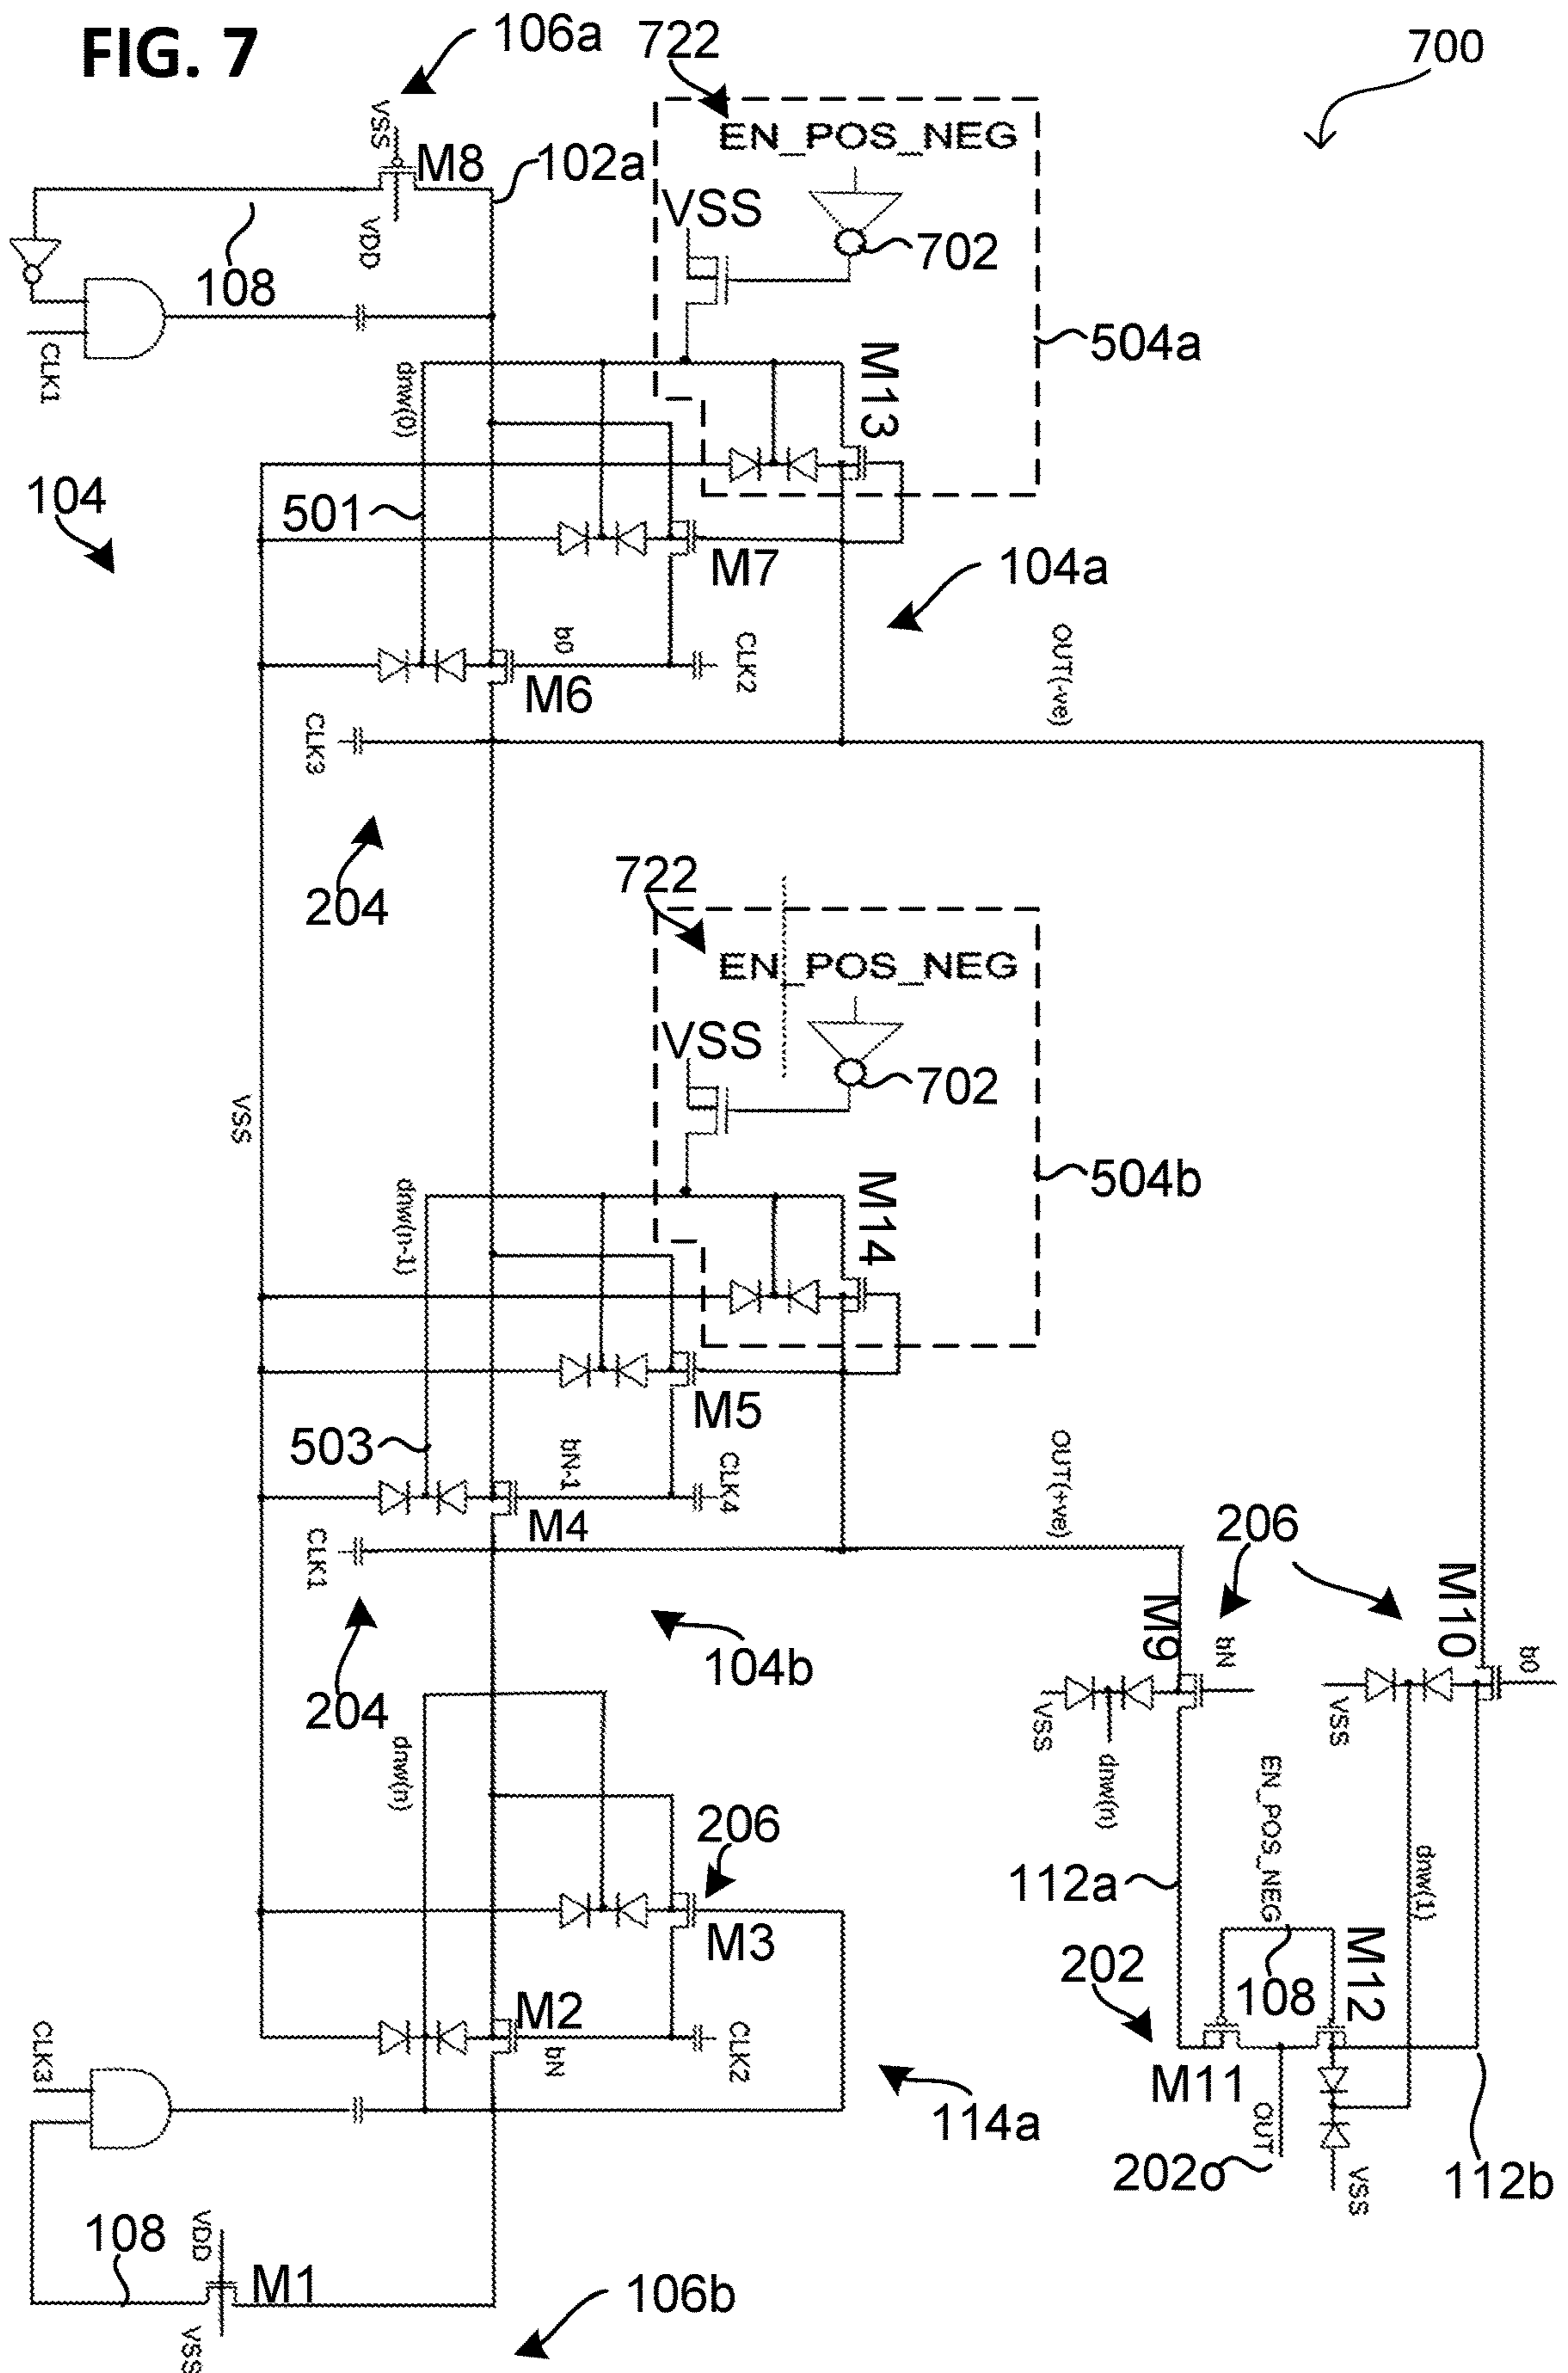 FIG. 7
106a
722
700
VSS
M8
102a
EN_POS_NEG
VSS
VDD
702
108
CLK1
504a
dnw(0)
M13
104
501
M7
104a
b0
CLK2
OUT(-ve)
M6
CLK3
204
722
EN_POS_NEG
VSS
702
VSS
504b
dnw(n-1)
M14
M5
503
bN-1
CLK4
OUT(+ve)
M4
CLK1
206
M10
M9
bN
b0
104b
204
VSS
dnw(n)
VSS
dnw(n)
EN_POS_NEG
dnw(1)
206
112a
M3
202
108
M12
M2
bN
CLK2
CLK3
M11
114a
OUT
202o
VSS
112b
108
VDD
M1
VSS
106b